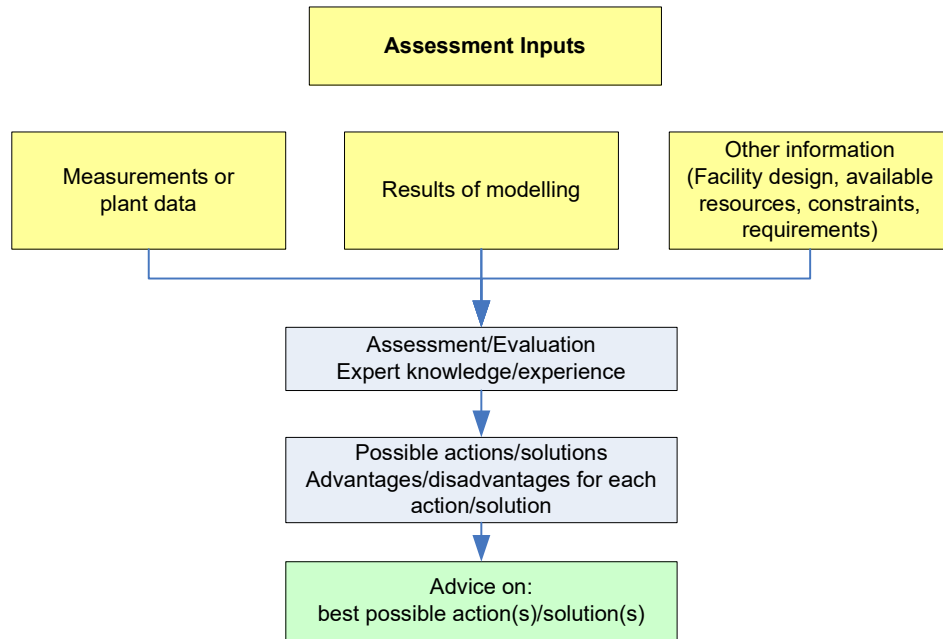 Assessment Inputs
Measurements or
plant data
Results of modelling
Other information
(Facility design, available
resources, constraints,
requirements)
Assessment/Evaluation
Expert knowledge/experience
Possible actions/solutions
Advantages/disadvantages for each
action/solution
Advice on:
best possible action(s)/solution(s)